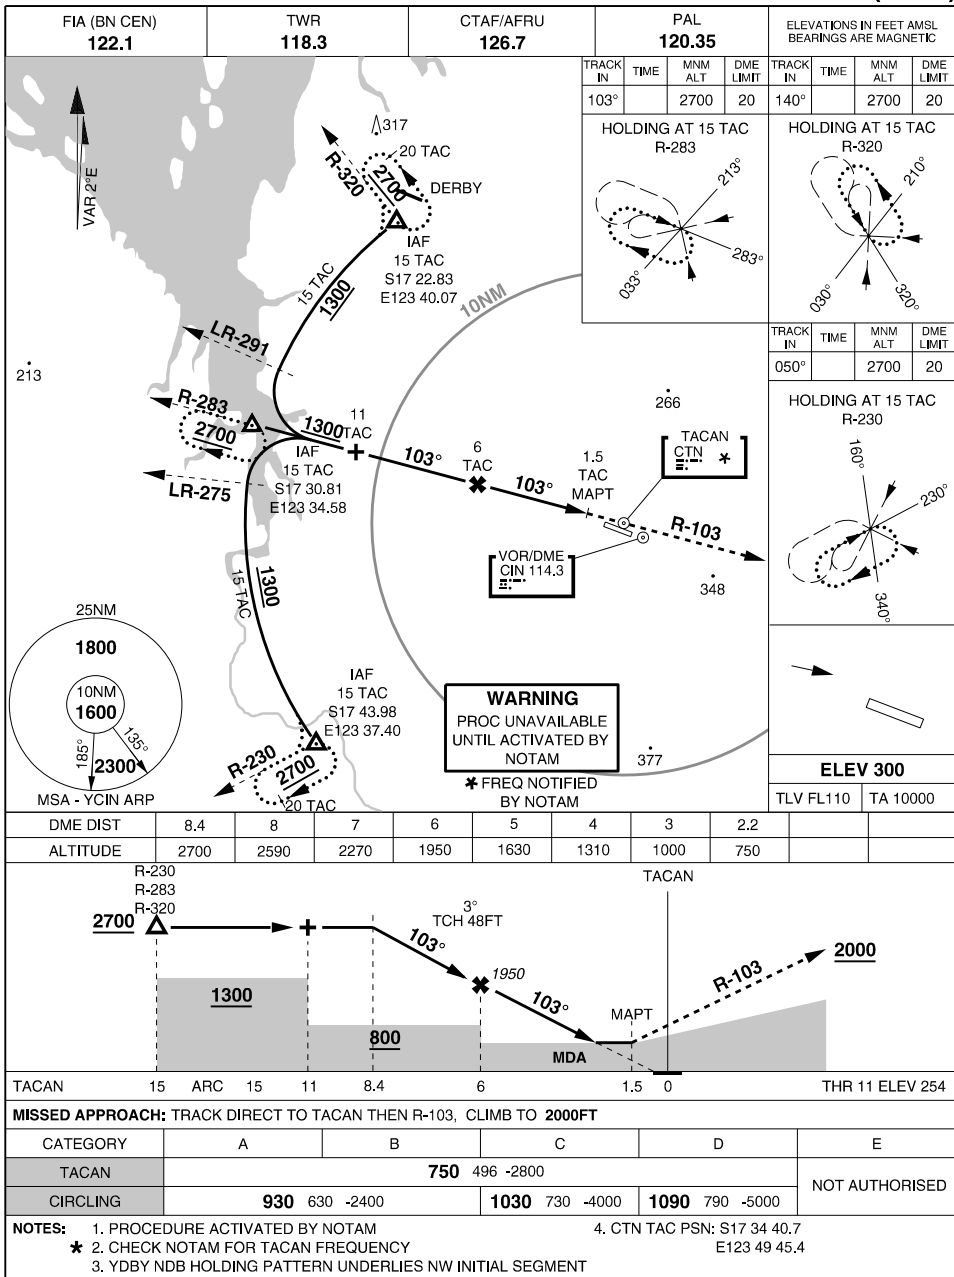 FIA (BN CEN)
122.1
TWR
118.3
CTAF/AFRU
126.7
PAL
120.35
ELEVATIONS IN FEET AMSL
BEARINGS ARE MAGNETIC
TRACK IN TIME MNM ALT DME LIMIT
103° 2700 20
HOLDING AT 15 TAC
R-283
213°
283°
033°
TRACK IN TIME MNM ALT DME LIMIT
140° 2700 20
HOLDING AT 15 TAC
R-320
210°
030°
320°
TRACK IN TIME MNM ALT DME LIMIT
050° 2700 20
HOLDING AT 15 TAC
R-230
160°
230°
340°
VAR 2°E
317
R-320
20 TAC
2700
DERBY
IAF
15 TAC
S17 22.83
E123 40.07
15 TAC
1300
10NM
LR-291
213
R-283
2700
LR-275
IAF
15 TAC
S17 30.81
E123 34.58
1300
11
TAC
103°
6
TAC
103°
1.5
TAC
MAPT
R-103
266
TACAN
CTN
*
VOR/DME
CIN 114.3
348
15 TAC
1300
25NM
1800
10NM
1600
185°
135°
2300
MSA - YCIN ARP
IAF
15 TAC
S17 43.98
E123 37.40
R-230
2700
20 TAC
WARNING
PROC UNAVAILABLE
UNTIL ACTIVATED BY
NOTAM
* FREQ NOTIFIED
BY NOTAM
377
ELEV 300
TLV FL110 TA 10000
DME DIST 8.4 8 7 6 5 4 3 2.2
ALTITUDE 2700 2590 2270 1950 1630 1310 1000 750
R-230
R-283
R-320
2700
1300
800
3°
TCH 48FT
103°
1950
103°
MDA
MAPT
TACAN
R-103
2000
TACAN 15 ARC 15 11 8.4 6 1.5 0 THR 11 ELEV 254
MISSED APPROACH: TRACK DIRECT TO TACAN THEN R-103, CLIMB TO 2000FT
CATEGORY A B C D E
TACAN 750 496 -2800 NOT AUTHORISED
CIRCLING 930 630 -2400 1030 730 -4000 1090 790 -5000
NOTES: 1. PROCEDURE ACTIVATED BY NOTAM
* 2. CHECK NOTAM FOR TACAN FREQUENCY
3. YDBY NDB HOLDING PATTERN UNDERLIES NW INITIAL SEGMENT
4. CTN TAC PSN: S17 34 40.7
E123 49 45.4